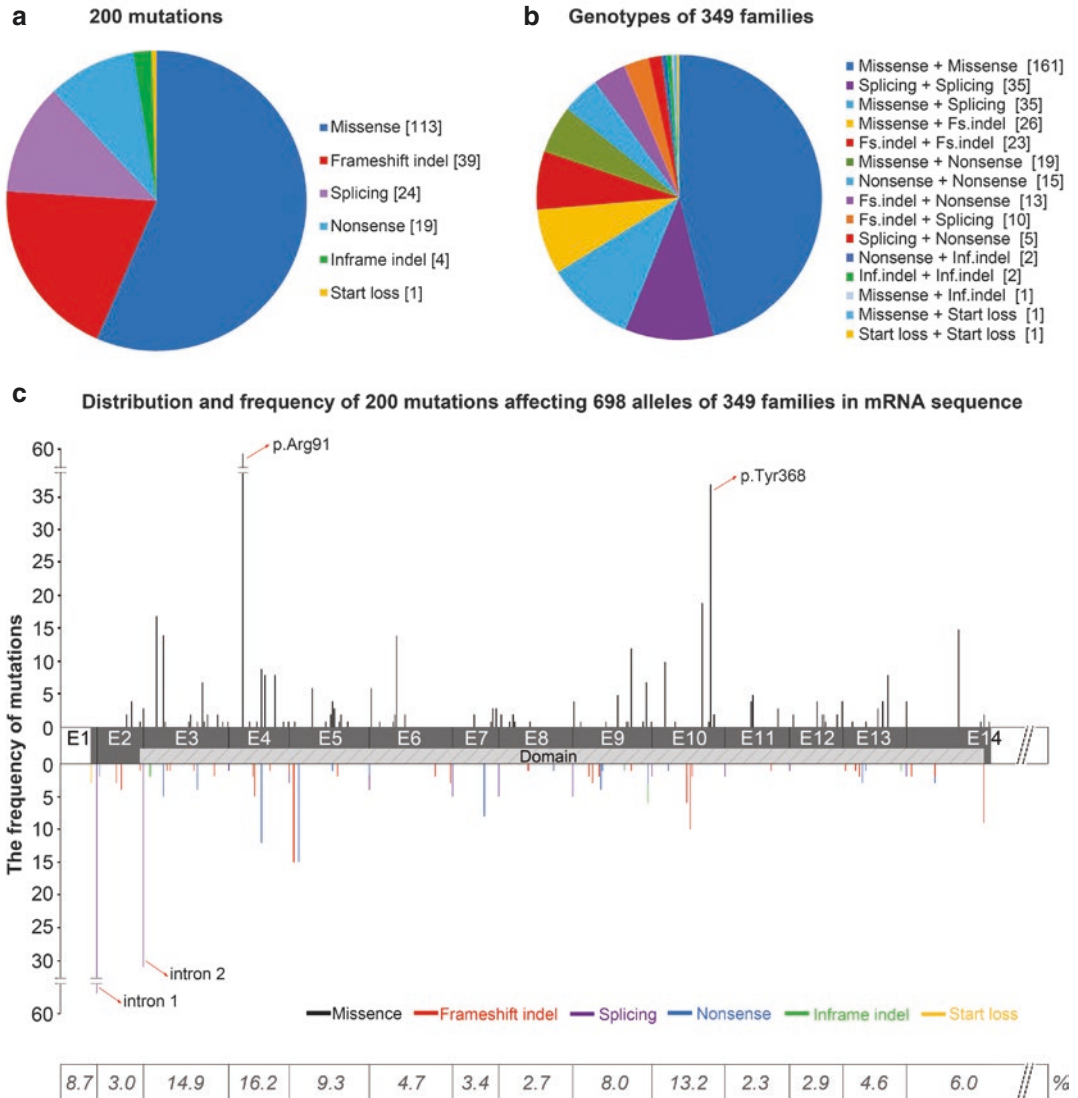 a
200 mutations
Missense [113]
Frameshift indel [39]
Splicing [24]
Nonsense [19]
Inframe indel [4]
Start loss [1]
b
Genotypes of 349 families
Missense + Missense [161]
Splicing + Splicing [35]
Missense + Splicing [35]
Missense + Fs.indel [26]
Fs.indel + Fs.indel [23]
Missense + Nonsense [19]
Nonsense + Nonsense [15]
Fs.indel + Nonsense [13]
Fs.indel + Splicing [10]
Splicing + Nonsense [5]
Nonsense + Inf.indel [2]
Inf.indel + Inf.indel [2]
Missense + Inf.indel [1]
Missense + Start loss [1]
Start loss + Start loss [1]
c
Distribution and frequency of 200 mutations affecting 698 alleles of 349 families in mRNA sequence
The frequency of mutations
60
35
30
25
20
15
10
5
0
p.Arg91
p.Tyr368
E1 E2 E3 E4 E5 E6 E7 E8 E9 E10 E11 E12 E13 E14
Domain
0
5
10
15
20
25
30
60
intron 2
intron 1
Missence Frameshift indel Splicing Nonsense Inframe indel Start loss
8.7 3.0 14.9 16.2 9.3 4.7 3.4 2.7 8.0 13.2 2.3 2.9 4.6 6.0 %